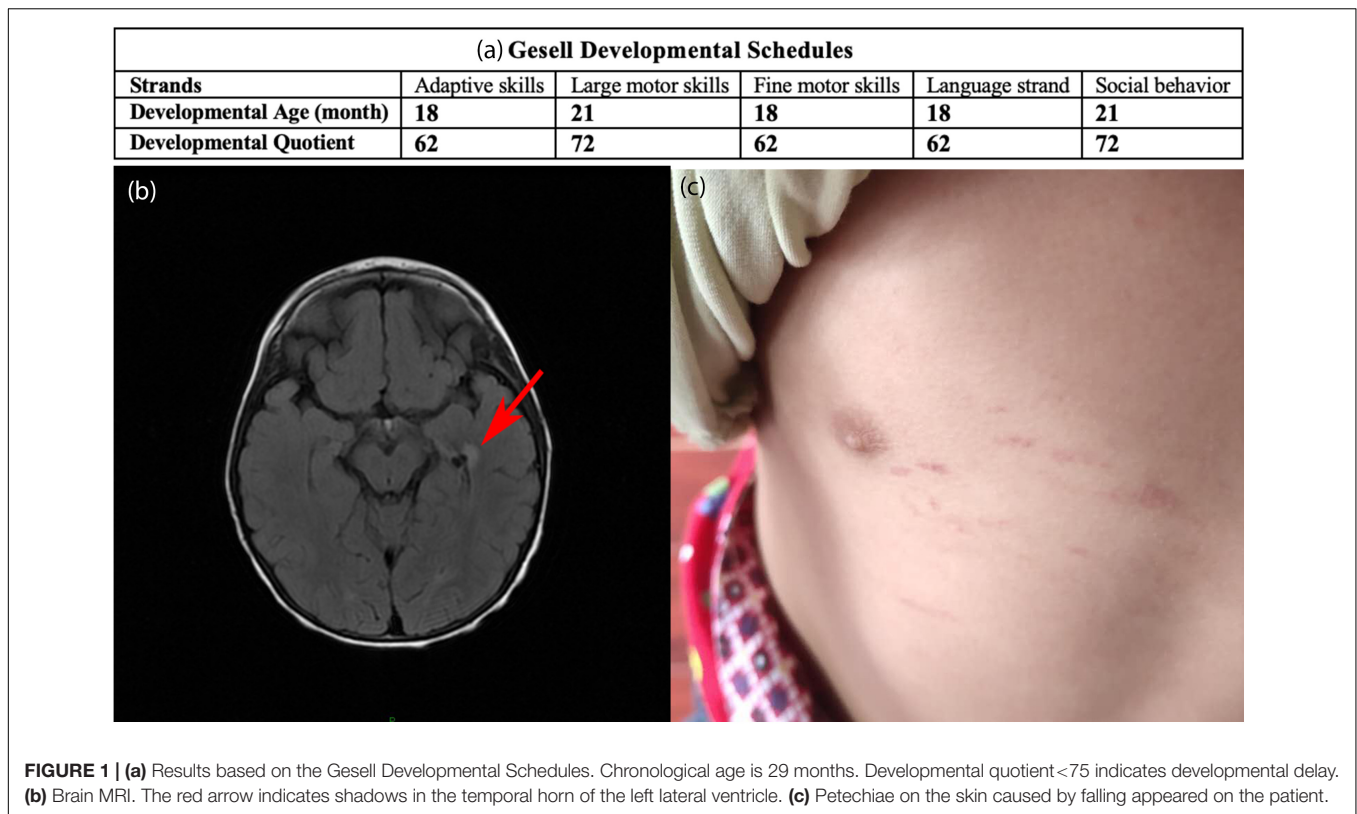 (a) Gesell Developmental Schedules
Strands Adaptive skills Large motor skills Fine motor skills Language strand Social behavior
Developmental Age (month) 18 21 18 18 21
Developmental Quotient 62 72 62 62 72
(b)
(c)
FIGURE 1 | (a) Results based on the Gesell Developmental Schedules. Chronological age is 29 months. Developmental quotient<75 indicates developmental delay.
(b) Brain MRI. The red arrow indicates shadows in the temporal horn of the left lateral ventricle. (c) Petechiae on the skin caused by falling appeared on the patient.